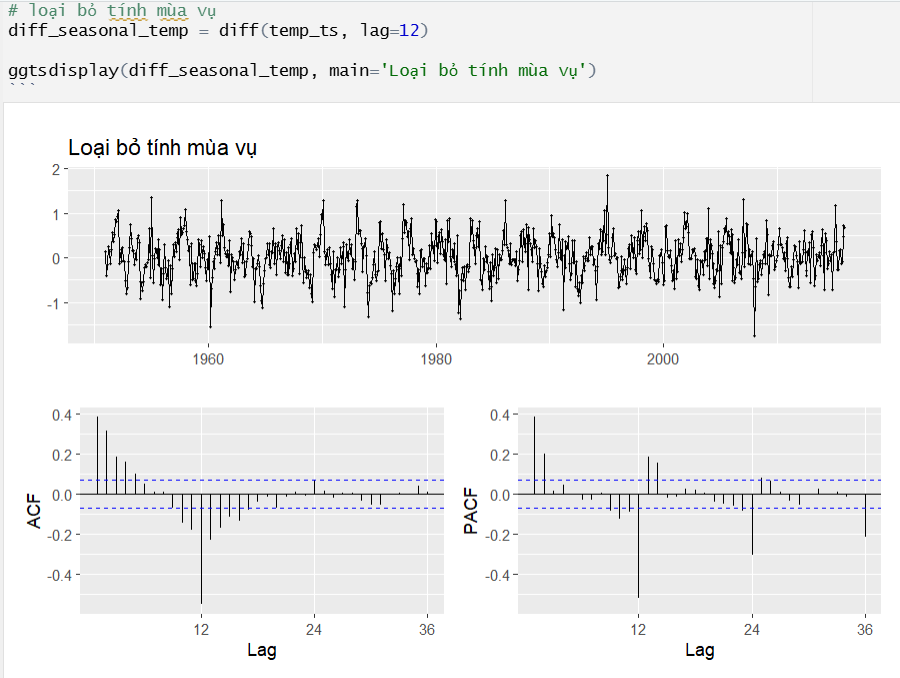 # loại bỏ tính mùa vụ
diff_seasonal_temp = diff(temp_ts, lag=12)
ggtsdisplay(diff_seasonal_temp, main='Loại bỏ tính mùa vụ')
```
Loại bỏ tính mùa vụ
2
1
0
-1
1960 1980 2000
0.4
0.2
0.0
-0.2
-0.4
ACF
12 24 36
Lag
0.4
0.2
0.0
-0.2
-0.4
PACF
12 24 36
Lag